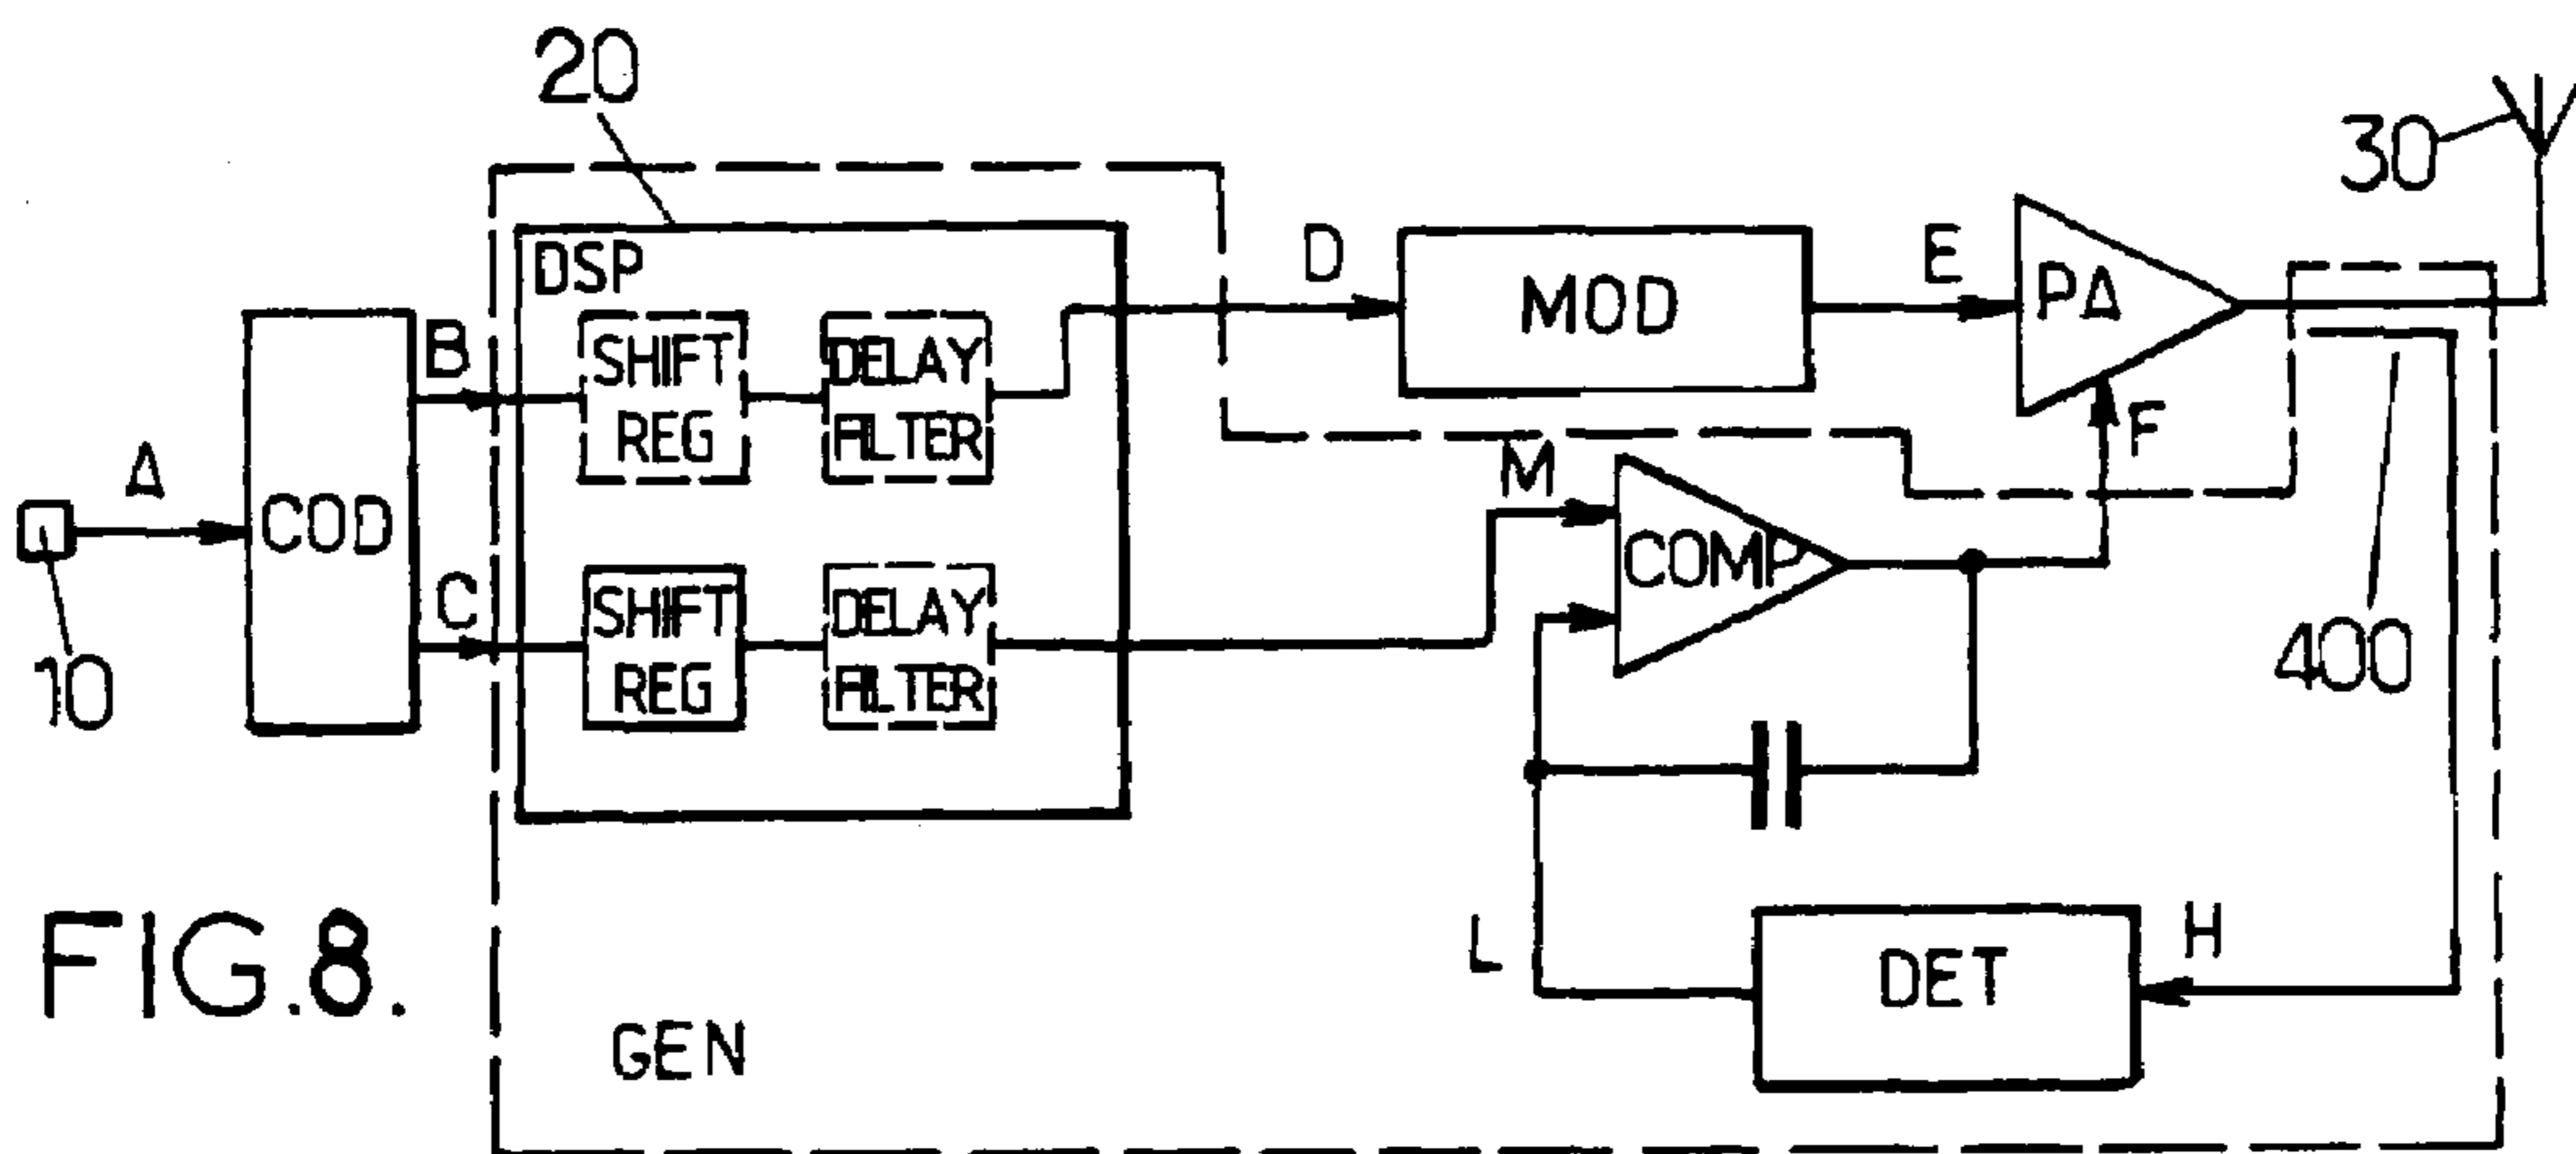 20
30
DSP
D
MOD
E
PA
B
SHIFT
REG
DELAY
FILTER
F
A
COD
M
COMP
10
C
SHIFT
REG
DELAY
FILTER
400
L
DET
H
FIG.8.
GEN